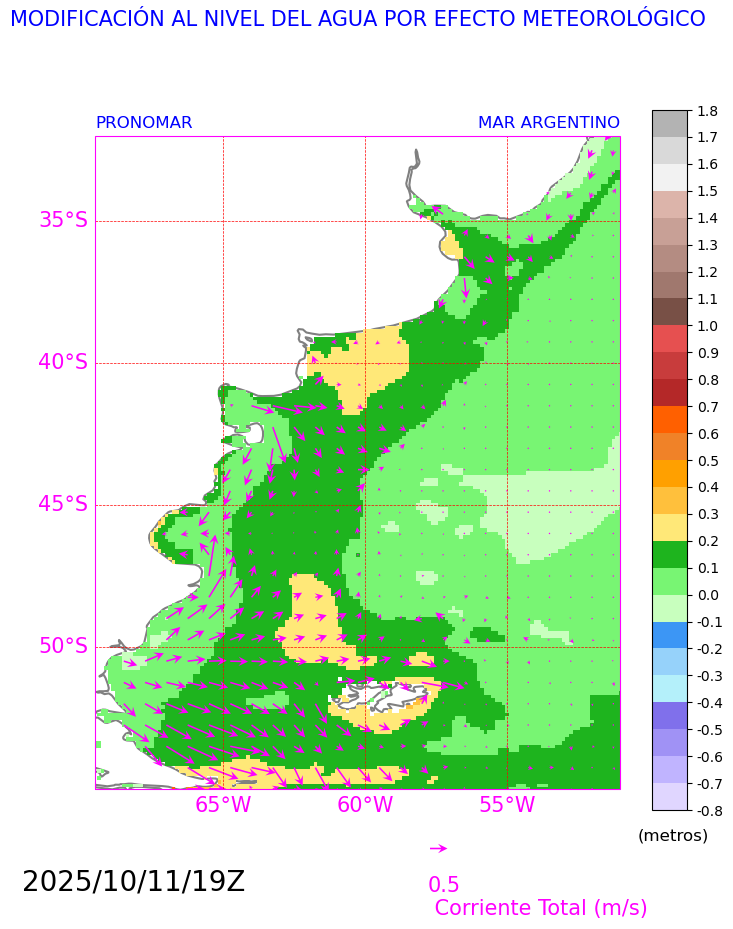 MODIFICACIÓN AL NIVEL DEL AGUA POR EFECTO METEOROLÓGICO
PRONOMAR
MAR ARGENTINO
35°S
40°S
45°S
50°S
65°W
60°W
55°W
1.8
1.7
1.6
1.5
1.4
1.3
1.2
1.1
1.0
0.9
0.8
0.7
0.6
0.5
0.4
0.3
0.2
0.1
0.0
-0.1
-0.2
-0.3
-0.4
-0.5
-0.6
-0.7
-0.8
(metros)
2025/10/11/19Z
0.5
Corriente Total (m/s)